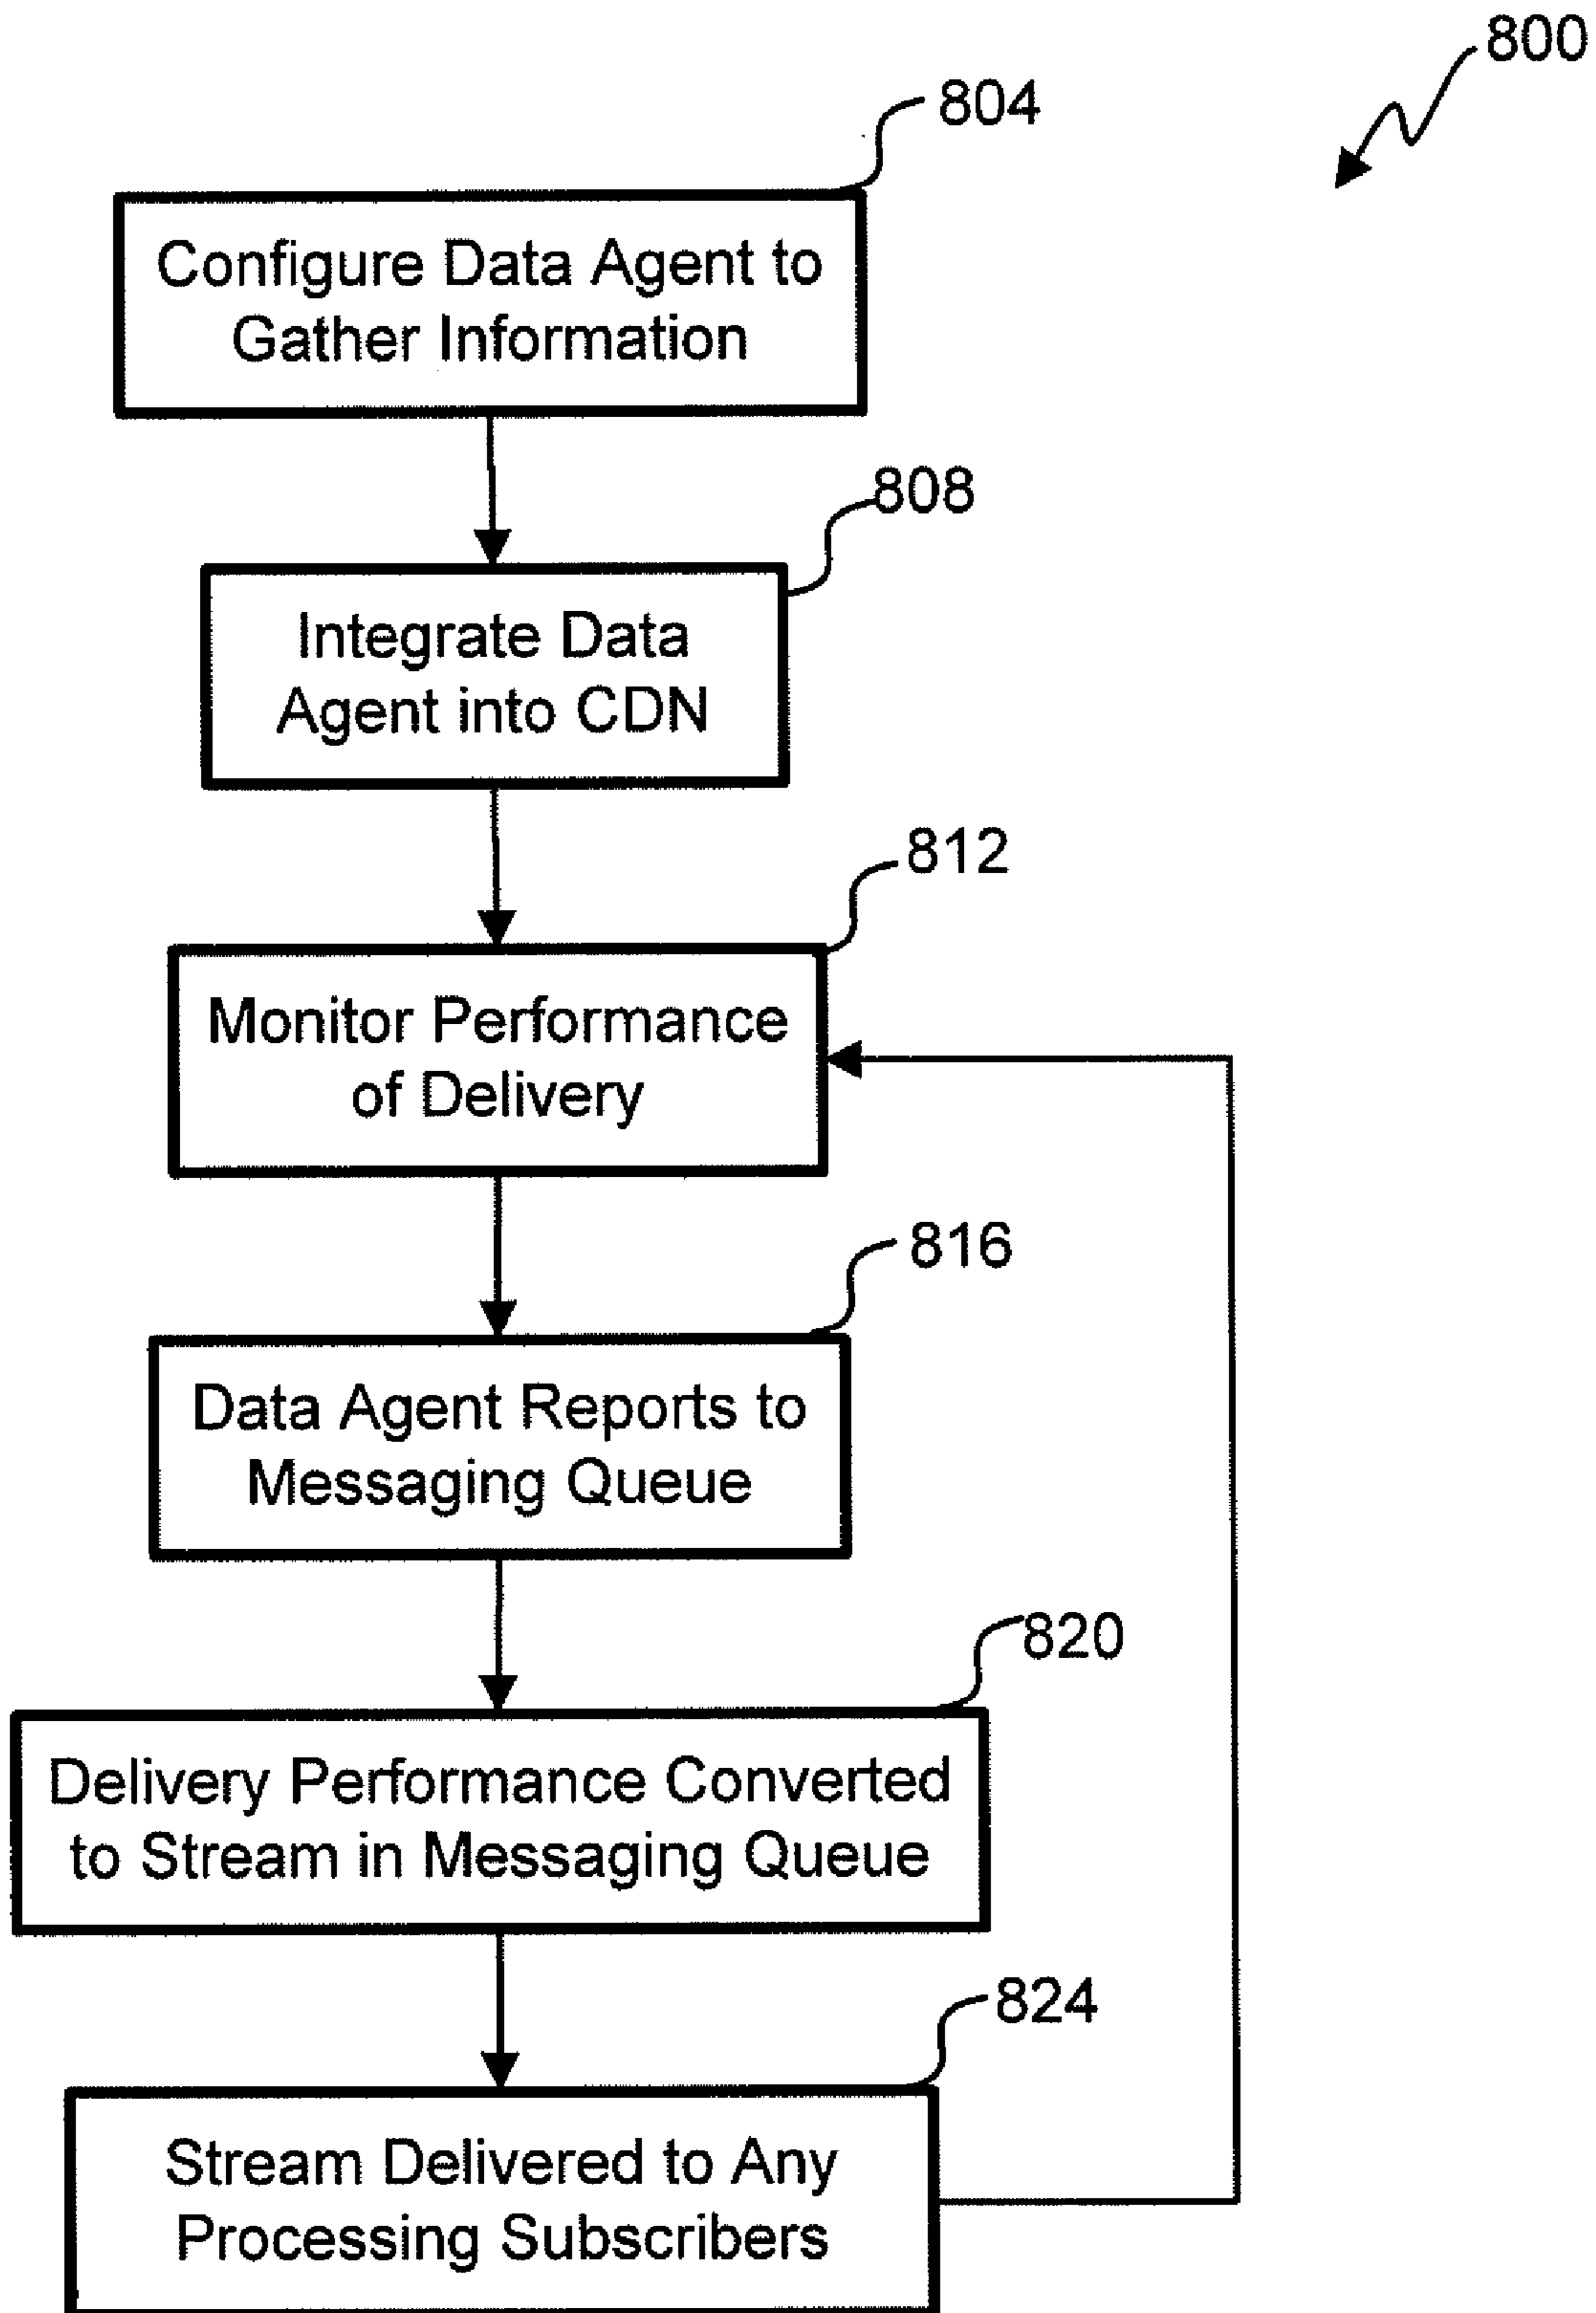 800
804
Configure Data Agent to
Gather Information
808
Integrate Data
Agent into CDN
812
Monitor Performance
of Delivery
816
Data Agent Reports to
Messaging Queue
820
Delivery Performance Converted
to Stream in Messaging Queue
824
Stream Delivered to Any
Processing Subscribers